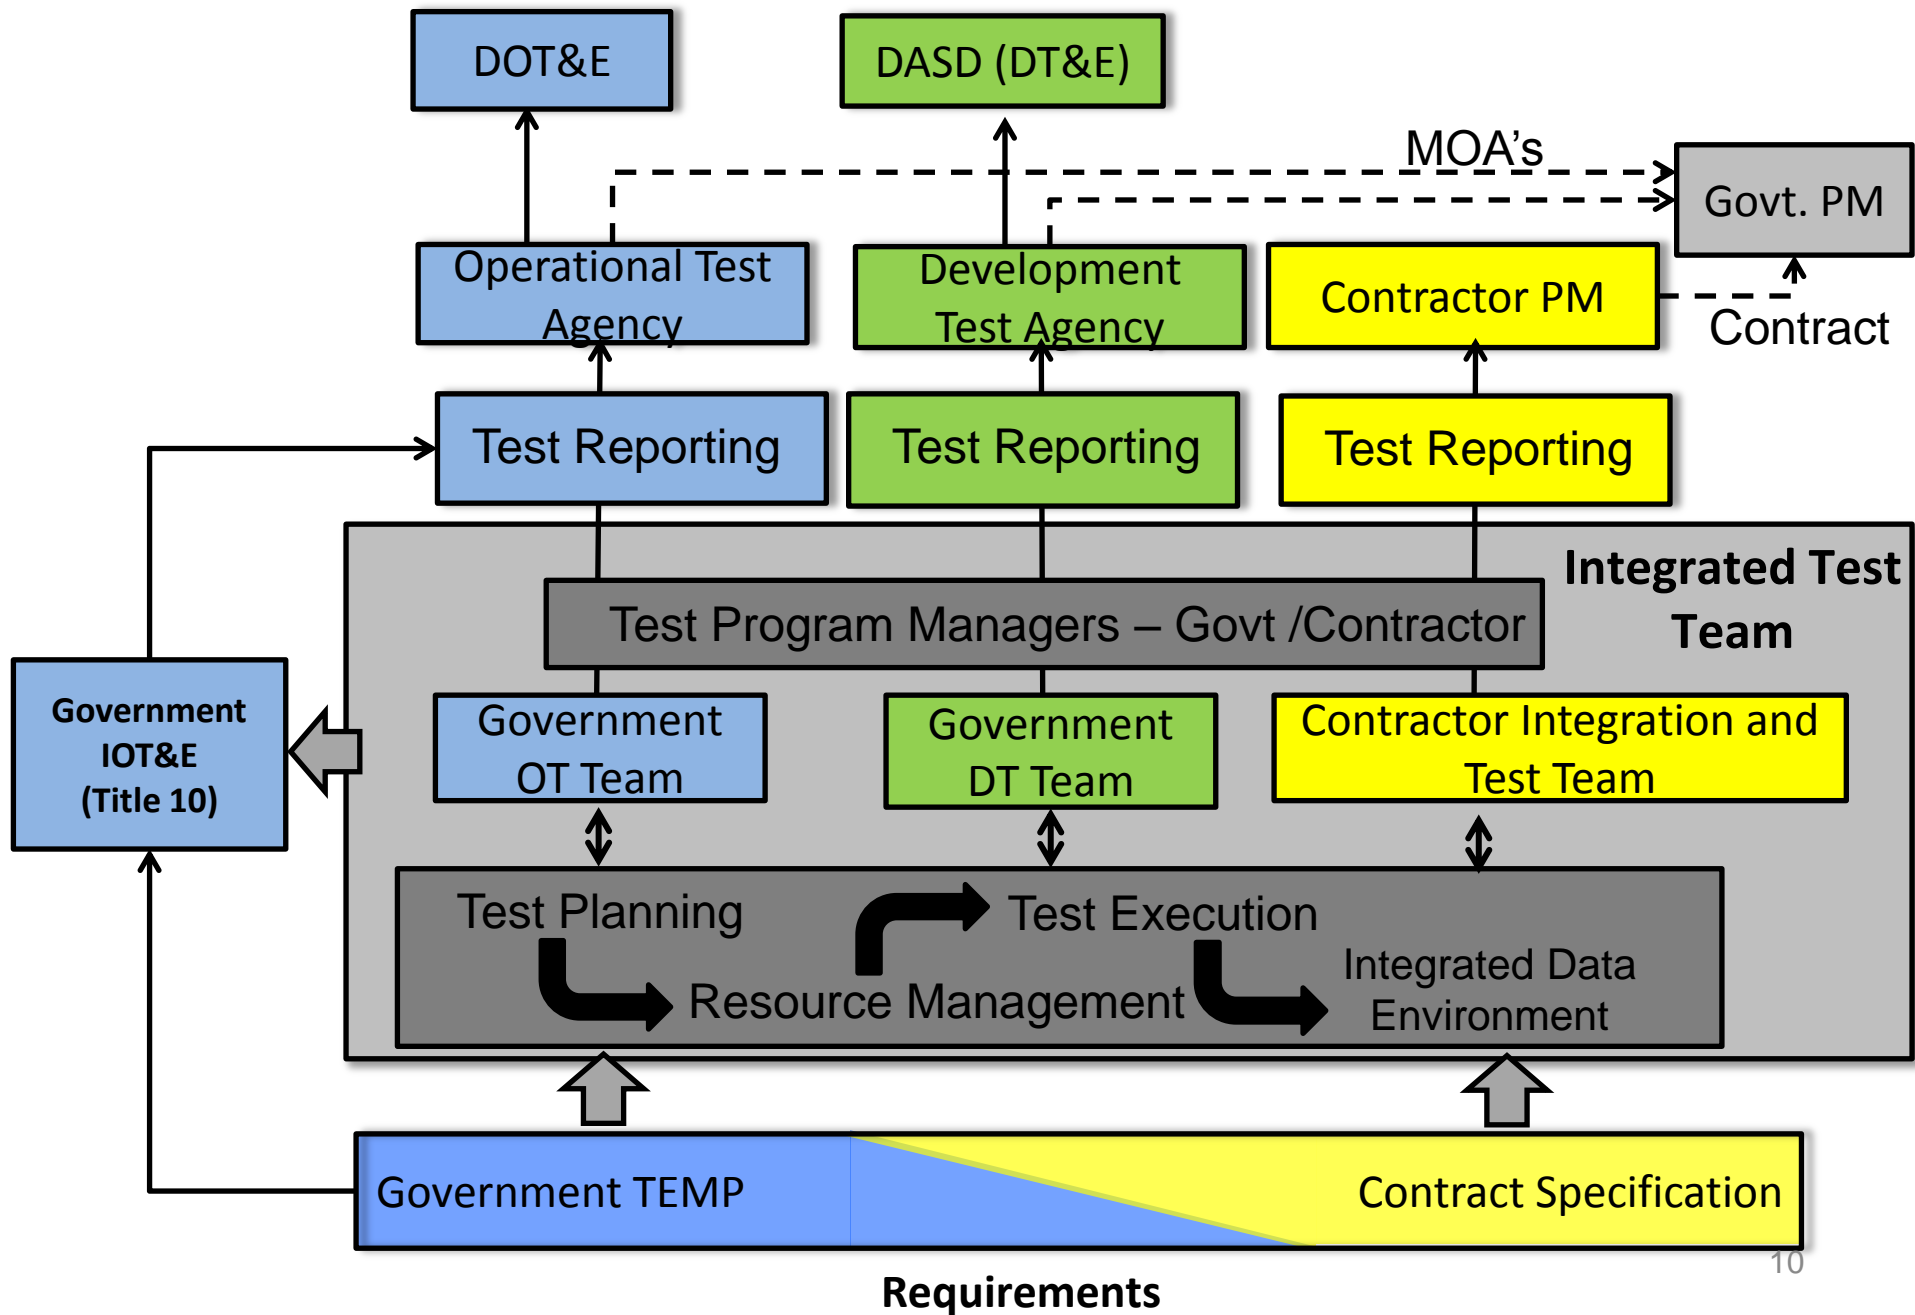 DOT&E
DASD (DT&E)
MOA's
Govt. PM
Operational Test
Agency
Development
Test Agency
Contractor PM
Contract
Test Reporting
Test Reporting
Test Reporting
Integrated Test
Team
Test Program Managers – Govt /Contractor
Government
IOT&E
(Title 10)
Government
OT Team
Government
DT Team
Contractor Integration and
Test Team
Test Planning
Test Execution
Resource Management
Integrated Data
Environment
Government TEMP
Contract Specification
10
Requirements